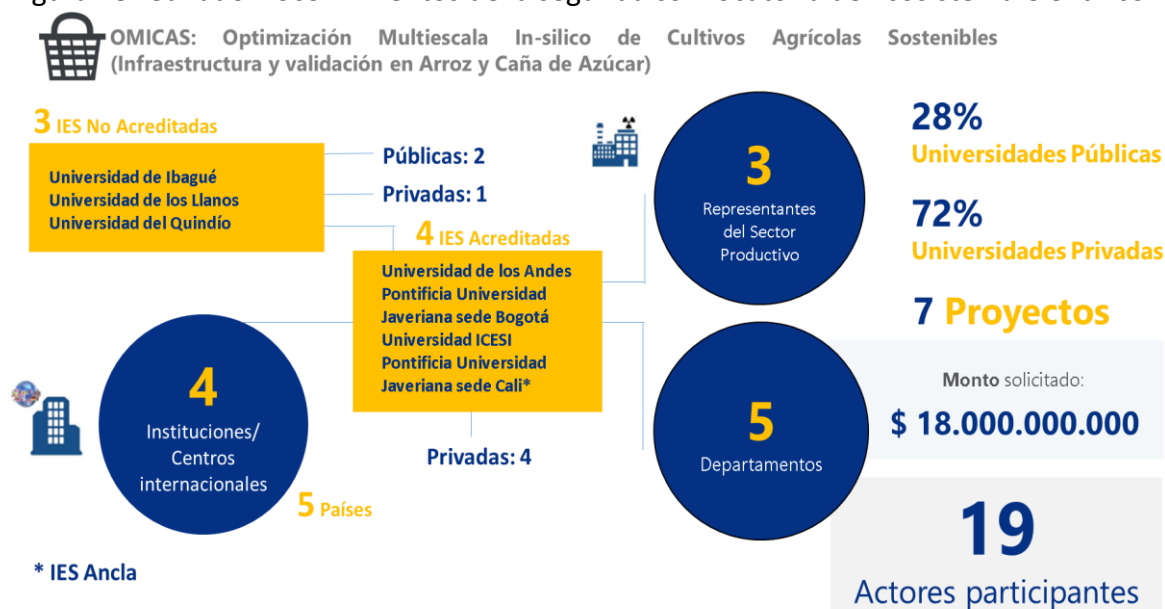 OMICAS: Optimización Multiescala In-silico de Cultivos Agrícolas Sostenibles
(Infraestructura y validación en Arroz y Caña de Azúcar)
3 IES No Acreditadas
Universidad de Ibagué
Universidad de los Llanos
Universidad del Quindío
Públicas: 2
Privadas: 1
4 IES Acreditadas
Universidad de los Andes
Pontificia Universidad
Javeriana sede Bogotá
Universidad ICESI
Pontificia Universidad
Javeriana sede Cali*
Privadas: 4
3
Representantes
del Sector
Productivo
4
Instituciones/
Centros
internacionales
5 Países
5
Departamentos
28%
Universidades Públicas
72%
Universidades Privadas
7 Proyectos
Monto solicitado:
$ 18.000.000.000
19
Actores participantes
* IES Ancla